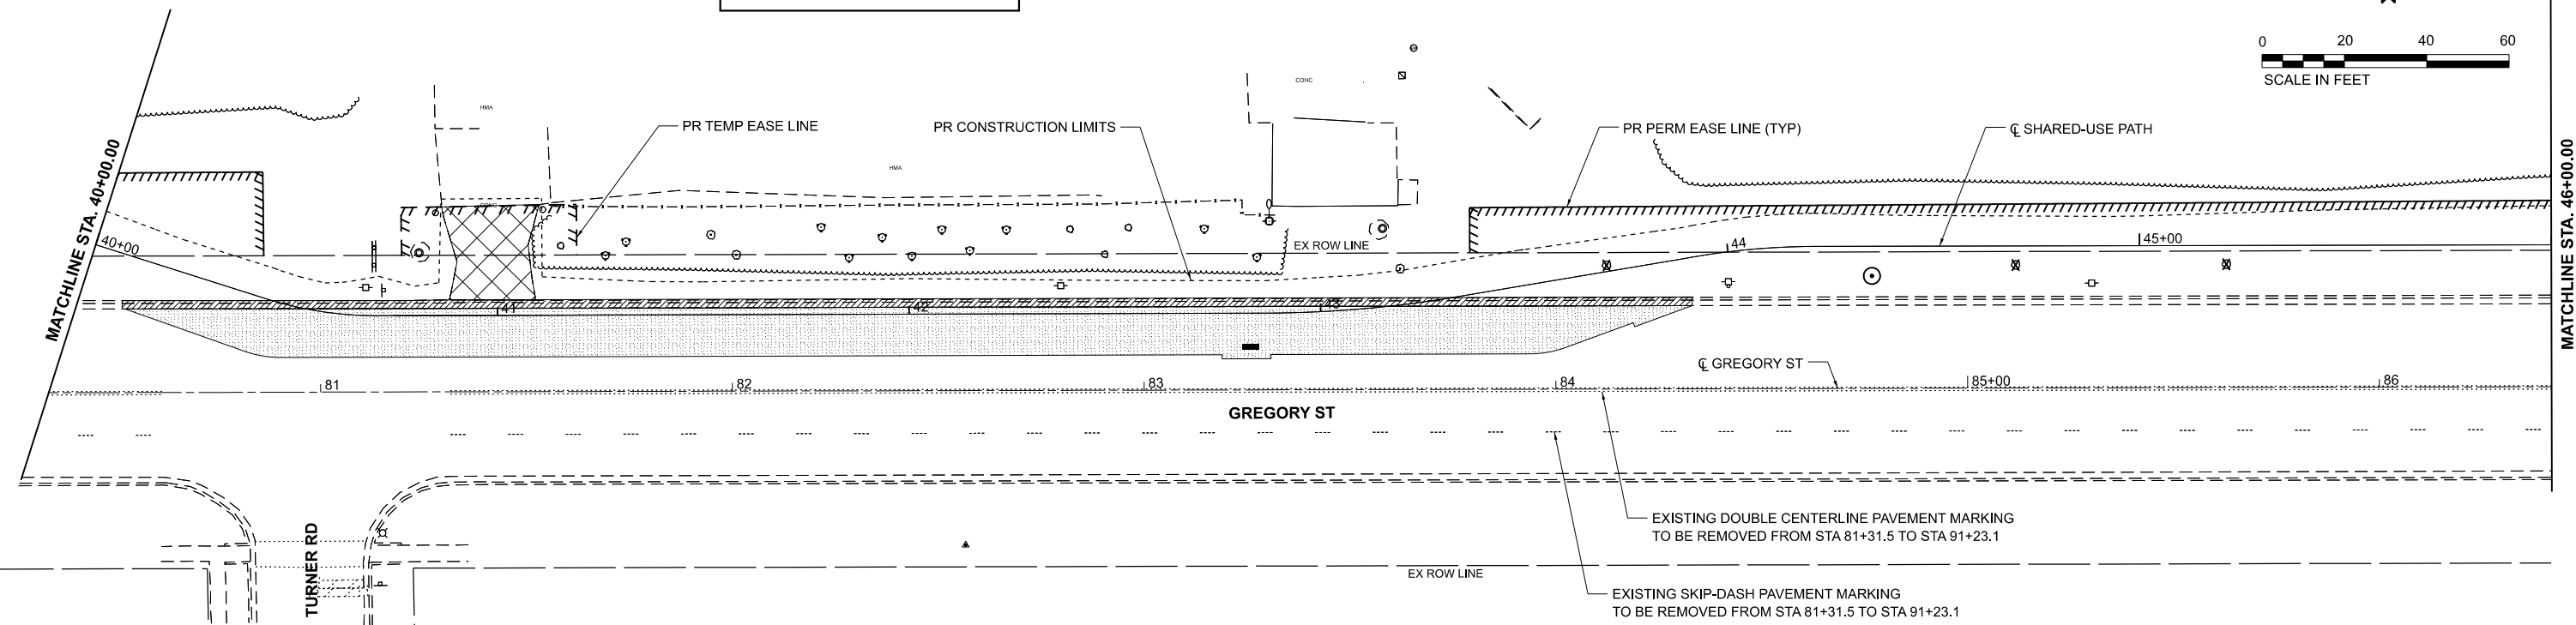 0 20 40 60
SCALE IN FEET
HMA
CONC
PR TEMP EASE LINE
PR CONSTRUCTION LIMITS
PR PERM EASE LINE (TYP)
℄ SHARED-USE PATH
MATCHLINE STA. 40+00.00
MATCHLINE STA. 46+00.00
HMA
CONC
40+00
EX ROW LINE
44
45+00
41
42
43
℄ GREGORY ST
81
82
83
84
85+00
86
GREGORY ST
TURNER RD
EXISTING DOUBLE CENTERLINE PAVEMENT MARKING
TO BE REMOVED FROM STA 81+31.5 TO STA 91+23.1
EX ROW LINE
EXISTING SKIP-DASH PAVEMENT MARKING
TO BE REMOVED FROM STA 81+31.5 TO STA 91+23.1